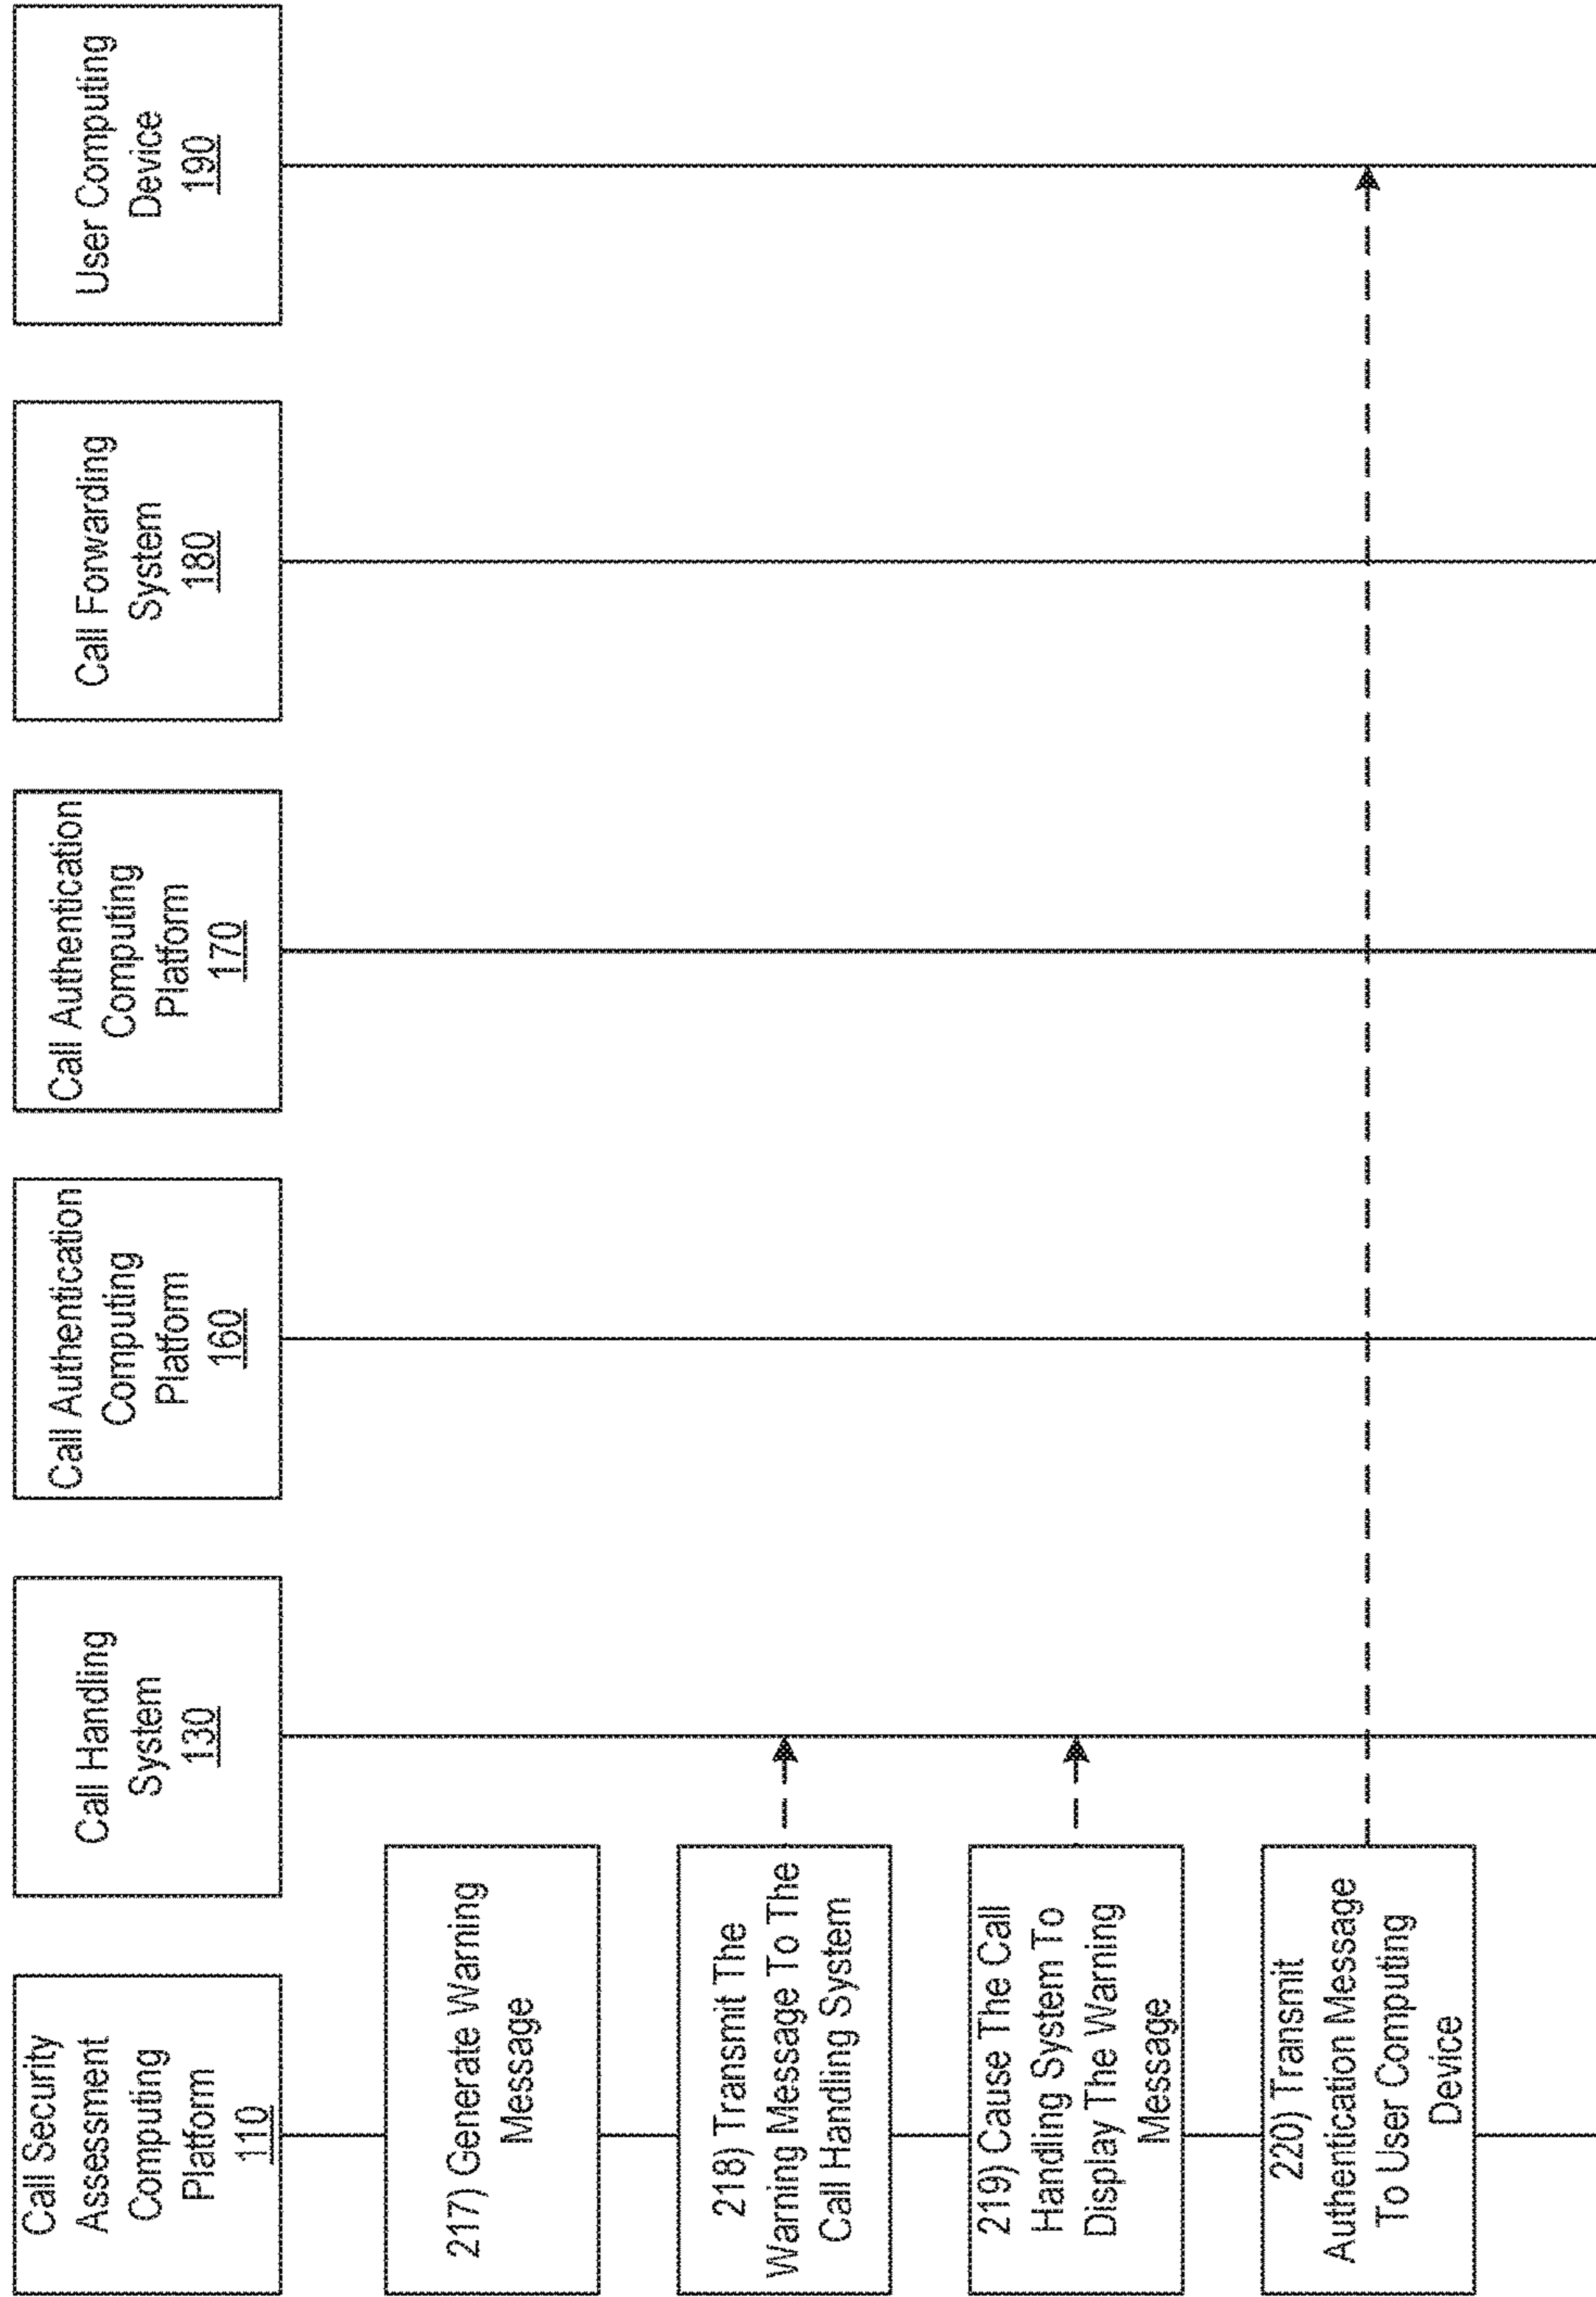 Call Security
Assessment
Computing
Platform
110
Call Handling
System
130
Call Authentication
Computing
Platform
160
Call Authentication
Computing
Platform
170
Call Forwarding
System
180
User Computing
Device
190
217) Generate Warning
Message
218) Transmit The
Warning Message To The
Call Handling System
219) Cause The Call
Handling System To
Display The Warning
Message
220) Transmit
Authentication Message
To User Computing
Device